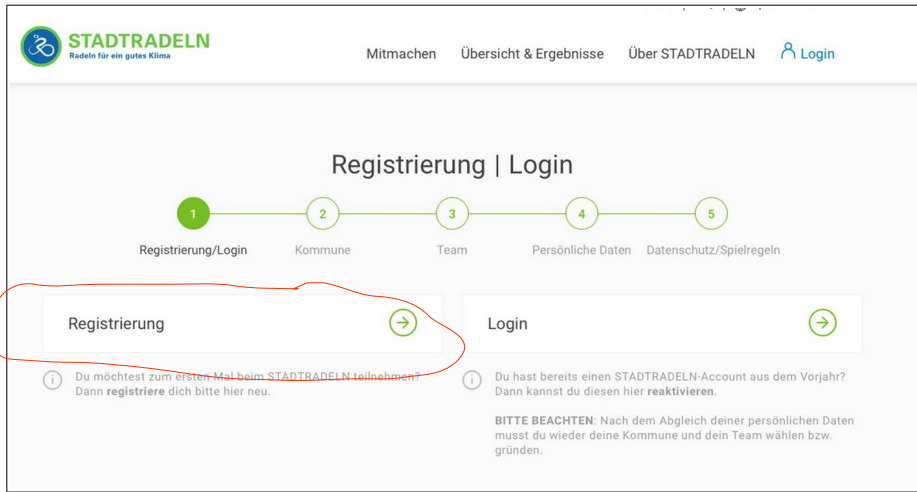 STADTRADELN
Radeln für ein gutes Klima
Mitmachen Übersicht & Ergebnisse Über STADTRADELN Login
Registrierung | Login
1 2 3 4 5
Registrierung/Login Kommune Team Persönliche Daten Datenschutz/Spielregeln
Registrierung
Du möchtest zum ersten Mal beim STADTRADELN teilnehmen?
Dann registriere dich bitte hier neu.
Login
Du hast bereits einen STADTRADELN-Account aus dem Vorjahr?
Dann kannst du diesen hier reaktivieren.
BITTE BEACHTEN: Nach dem Abgleich deiner persönlichen Daten
musst du wieder deine Kommune und dein Team wählen bzw.
gründen.